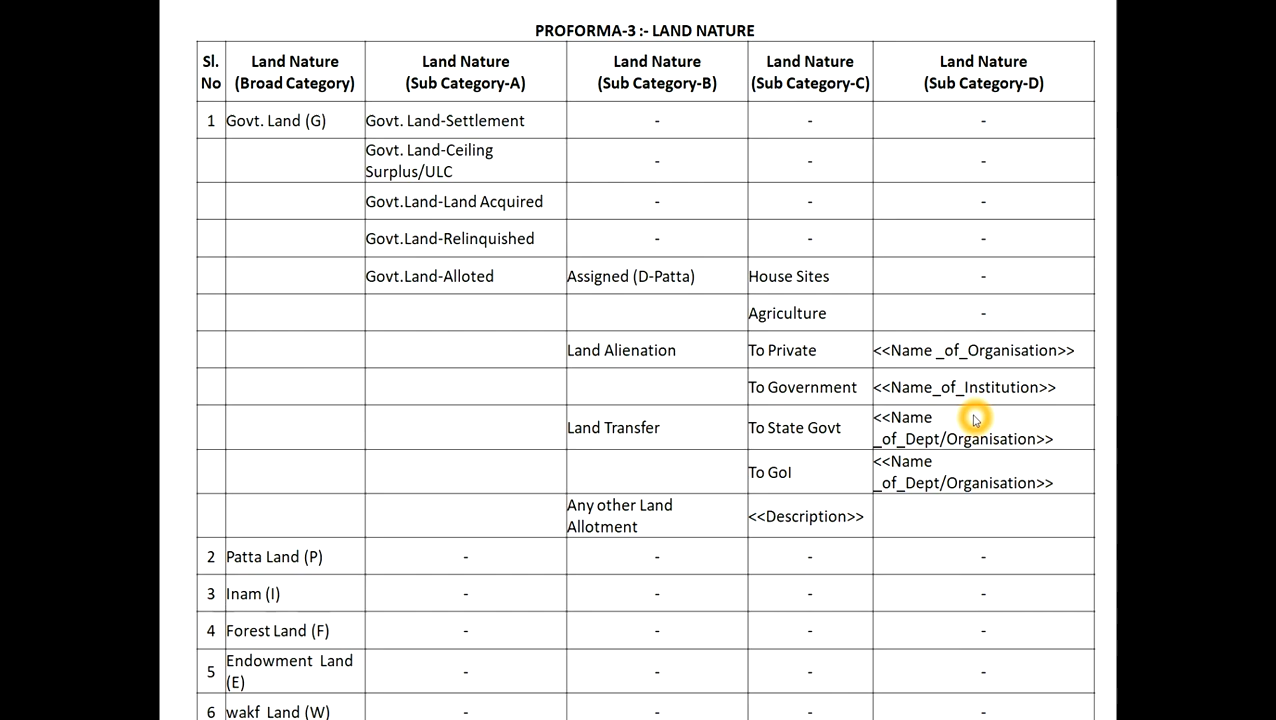 PROFORMA-3 :- LAND NATURE
Sl. No | Land Nature (Broad Category) | Land Nature (Sub Category-A) | Land Nature (Sub Category-B) | Land Nature (Sub Category-C) | Land Nature (Sub Category-D)
1 | Govt. Land (G) | Govt. Land-Settlement | - | - | -
Govt. Land-Ceiling Surplus/ULC | - | - | -
Govt.Land-Land Acquired | - | - | -
Govt.Land-Relinquished | - | - | -
Govt.Land-Alloted | Assigned (D-Patta) | House Sites | -
Agriculture | -
Land Alienation | To Private | <<Name _of_Organisation>>
To Government | <<Name_of_Institution>>
Land Transfer | To State Govt | <<Name _of_Dept/Organisation>>
To GoI | <<Name _of_Dept/Organisation>>
Any other Land Allotment | <<Description>>
2 | Patta Land (P) | - | - | - | -
3 | Inam (I) | - | - | - | -
4 | Forest Land (F) | - | - | - | -
5 | Endowment Land (E) | - | - | - | -
6 | wakf Land (W) | - | - | - | -